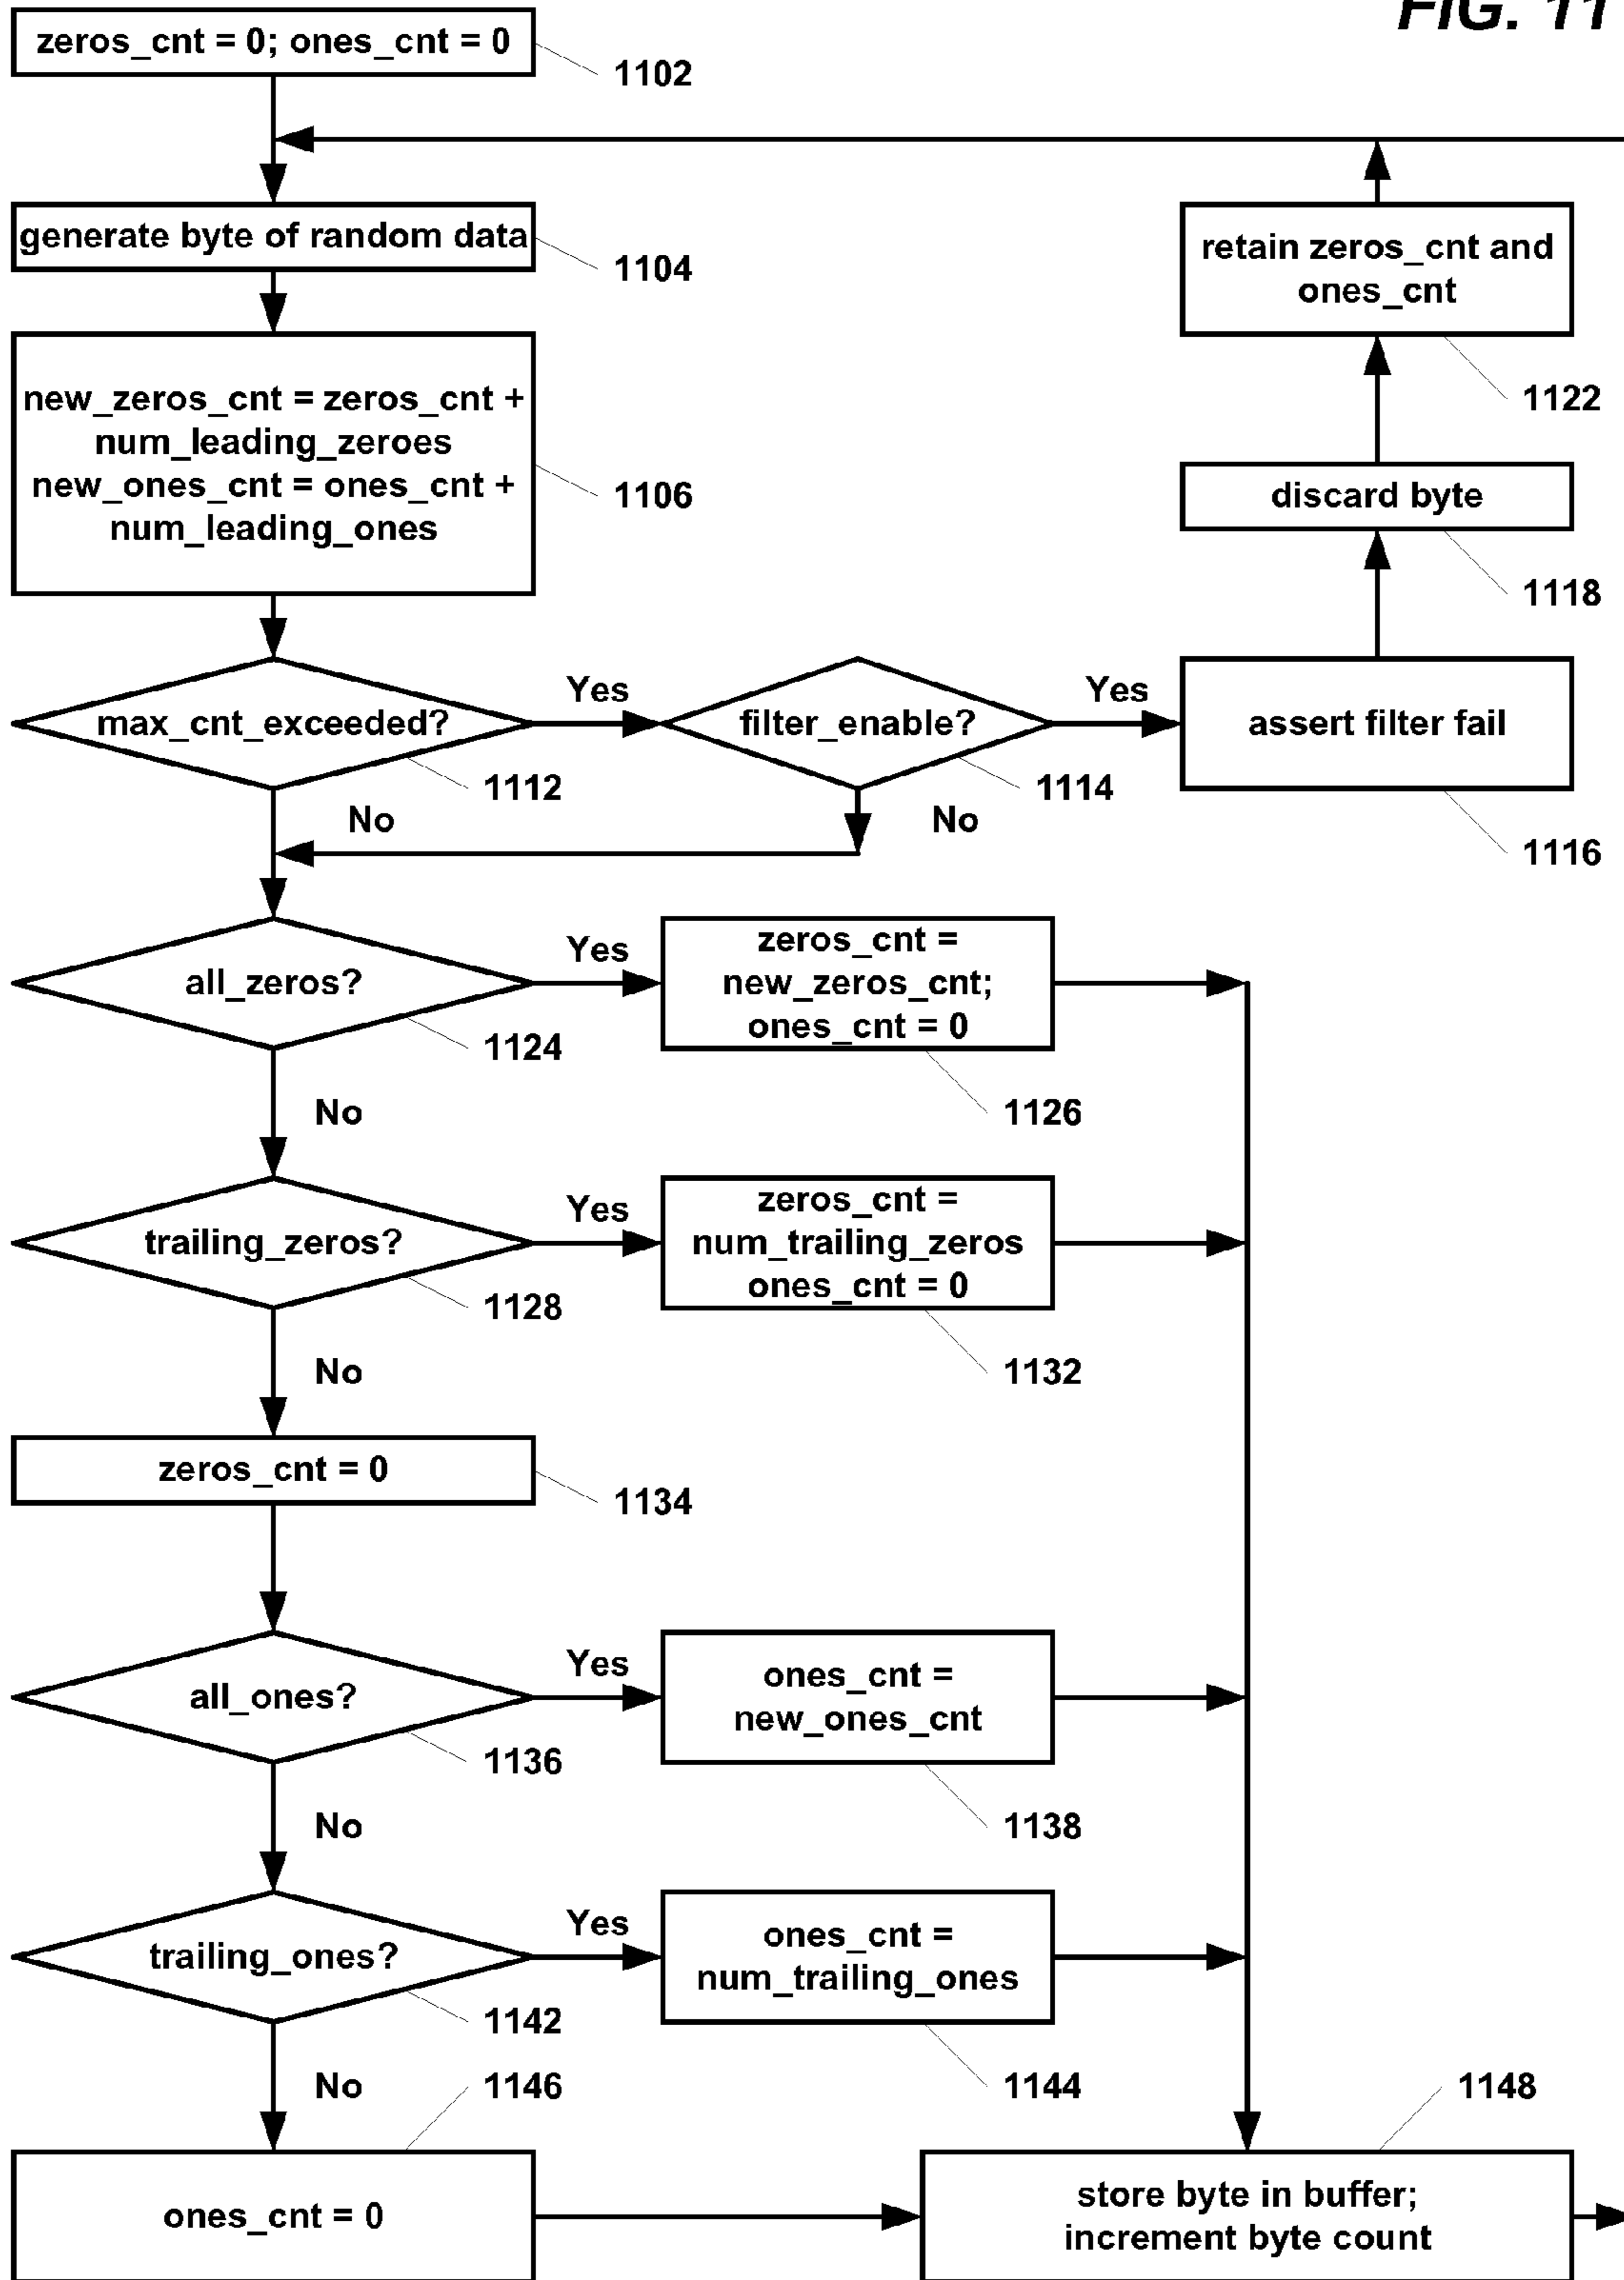 FIG. 11
zeros_cnt = 0; ones_cnt = 0
1102
generate byte of random data
1104
retain zeros_cnt and
ones_cnt
1122
new_zeros_cnt = zeros_cnt +
num_leading_zeroes
new_ones_cnt = ones_cnt +
num_leading_ones
1106
discard byte
1118
max_cnt_exceeded?
Yes
1112
No
filter_enable?
Yes
1114
No
assert filter fail
1116
all_zeros?
Yes
1124
No
zeros_cnt =
new_zeros_cnt;
ones_cnt = 0
1126
trailing_zeros?
Yes
1128
No
zeros_cnt =
num_trailing_zeros
ones_cnt = 0
1132
zeros_cnt = 0
1134
all_ones?
Yes
1136
No
ones_cnt =
new_ones_cnt
1138
trailing_ones?
Yes
1142
No
ones_cnt =
num_trailing_ones
1144
1146
ones_cnt = 0
1148
store byte in buffer;
increment byte count